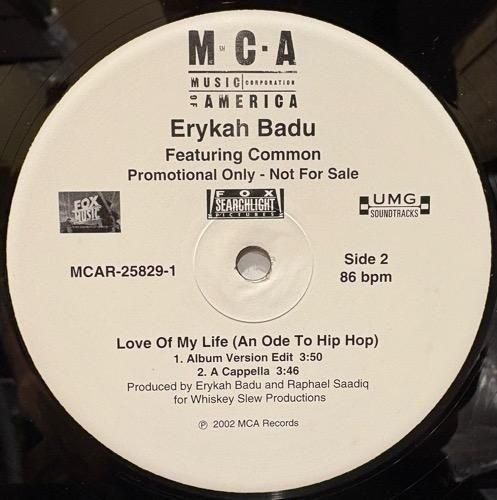 M·C·A
MUSIC CORPORATION
OF AMERICA
Erykah Badu
Featuring Common
Promotional Only - Not For Sale
FOX
MUSIC
FOX
SEARCHLIGHT
PICTURES
UMG
SOUNDTRACKS
MCAR-25829-1
Side 2
86 bpm
Love Of My Life (An Ode To Hip Hop)
1. Album Version Edit 3:50
2. A Cappella 3:46
Produced by Erykah Badu and Raphael Saadiq
for Whiskey Slew Productions
℗ 2002 MCA Records